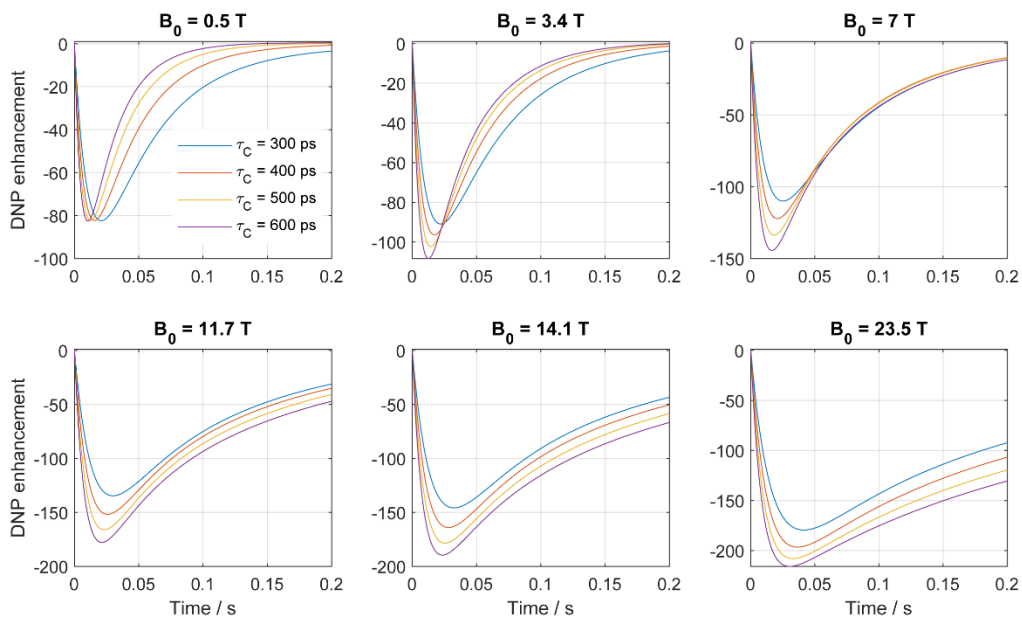 B₀ = 0.5 T
B₀ = 3.4 T
B₀ = 7 T
DNP enhancement
0
-20
-40
-60
-80
-100
τ_C = 300 ps
τ_C = 400 ps
τ_C = 500 ps
τ_C = 600 ps
0 0.05 0.1 0.15 0.2
0
-20
-40
-60
-80
-100
0 0.05 0.1 0.15 0.2
0
-50
-100
-150
0 0.05 0.1 0.15 0.2
B₀ = 11.7 T
B₀ = 14.1 T
B₀ = 23.5 T
DNP enhancement
0
-50
-100
-150
-200
0 0.05 0.1 0.15 0.2
Time / s
0
-50
-100
-150
-200
0 0.05 0.1 0.15 0.2
Time / s
0
-50
-100
-150
-200
0 0.05 0.1 0.15 0.2
Time / s